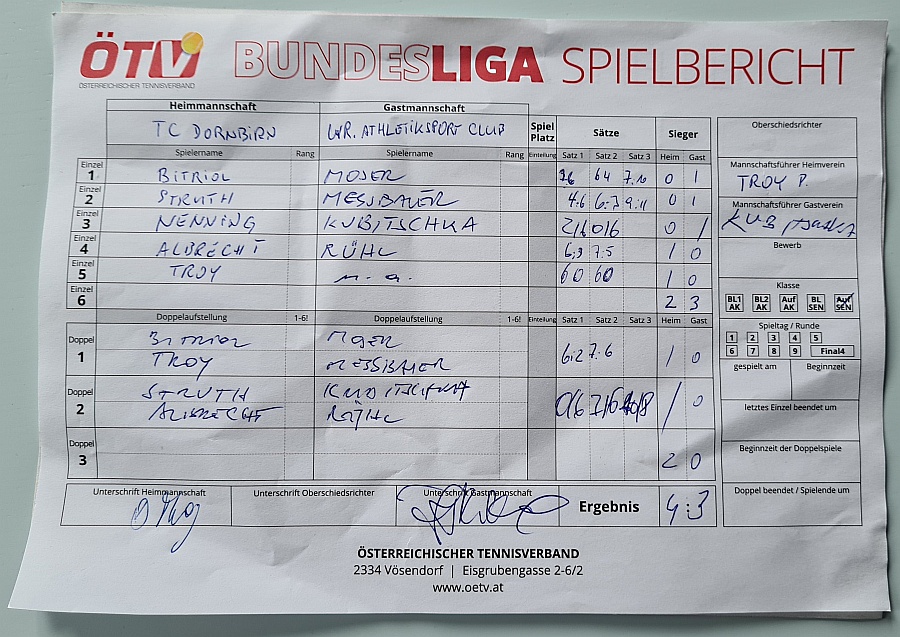 ÖTV BUNDESLIGA SPIELBERICHT
ÖSTERREICHISCHER TENNISVERBAND
Heimmannschaft Gastmannschaft
TC DORNBIRN WR. ATHLETIKSPORT CLUB
Spiel Platz Sätze Sieger
Spielername Rang Spielername Rang Einteilung Satz 1 Satz 2 Satz 3 Heim Gast
Einzel 1 BITRIOL MOSER 3 6 6 4 7.10 0 1
Einzel 2 STRUTH MESSBAUER 4.6 6.7 9.11 0 1
Einzel 3 NENNING KUBITSCHKA 2/6 0/6 0 1
Einzel 4 ALBRECHT RÜHL 6,3 7.5 1 0
Einzel 5 TROY n. a. 60 60 1 0
Einzel 6 2 3
Doppelaufstellung 1-6! Doppelaufstellung 1-6! Einteilung Satz 1 Satz 2 Satz 3 Heim Gast
Doppel 1 BITRIOL MOSER
TROY MESSBAUER 6.2 7.6 1 0
Doppel 2 STRUTH KUBITSCHKA
ALBRECHT RÜHL 0/6 7/6 10/8 1 0
Doppel 3 2 0
Unterschrift Heimmannschaft Unterschrift Oberschiedsrichter Unterschrift Gastmannschaft
Ergebnis 4:3
Oberschiedsrichter
Mannschaftsführer Heimverein
TROY P.
Mannschaftsführer Gastverein
KUBITSCHKA
Bewerb
Klasse
BL1 AK BL2 AK Auf AK BL SEN Auf SEN
Spieltag / Runde
1 2 3 4 5
6 7 8 9 Final4
gespielt am Beginnzeit
letztes Einzel beendet um
Beginnzeit der Doppelspiele
Doppel beendet / Spielende um
ÖSTERREICHISCHER TENNISVERBAND
2334 Vösendorf | Eisgrubengasse 2-6/2
www.oetv.at